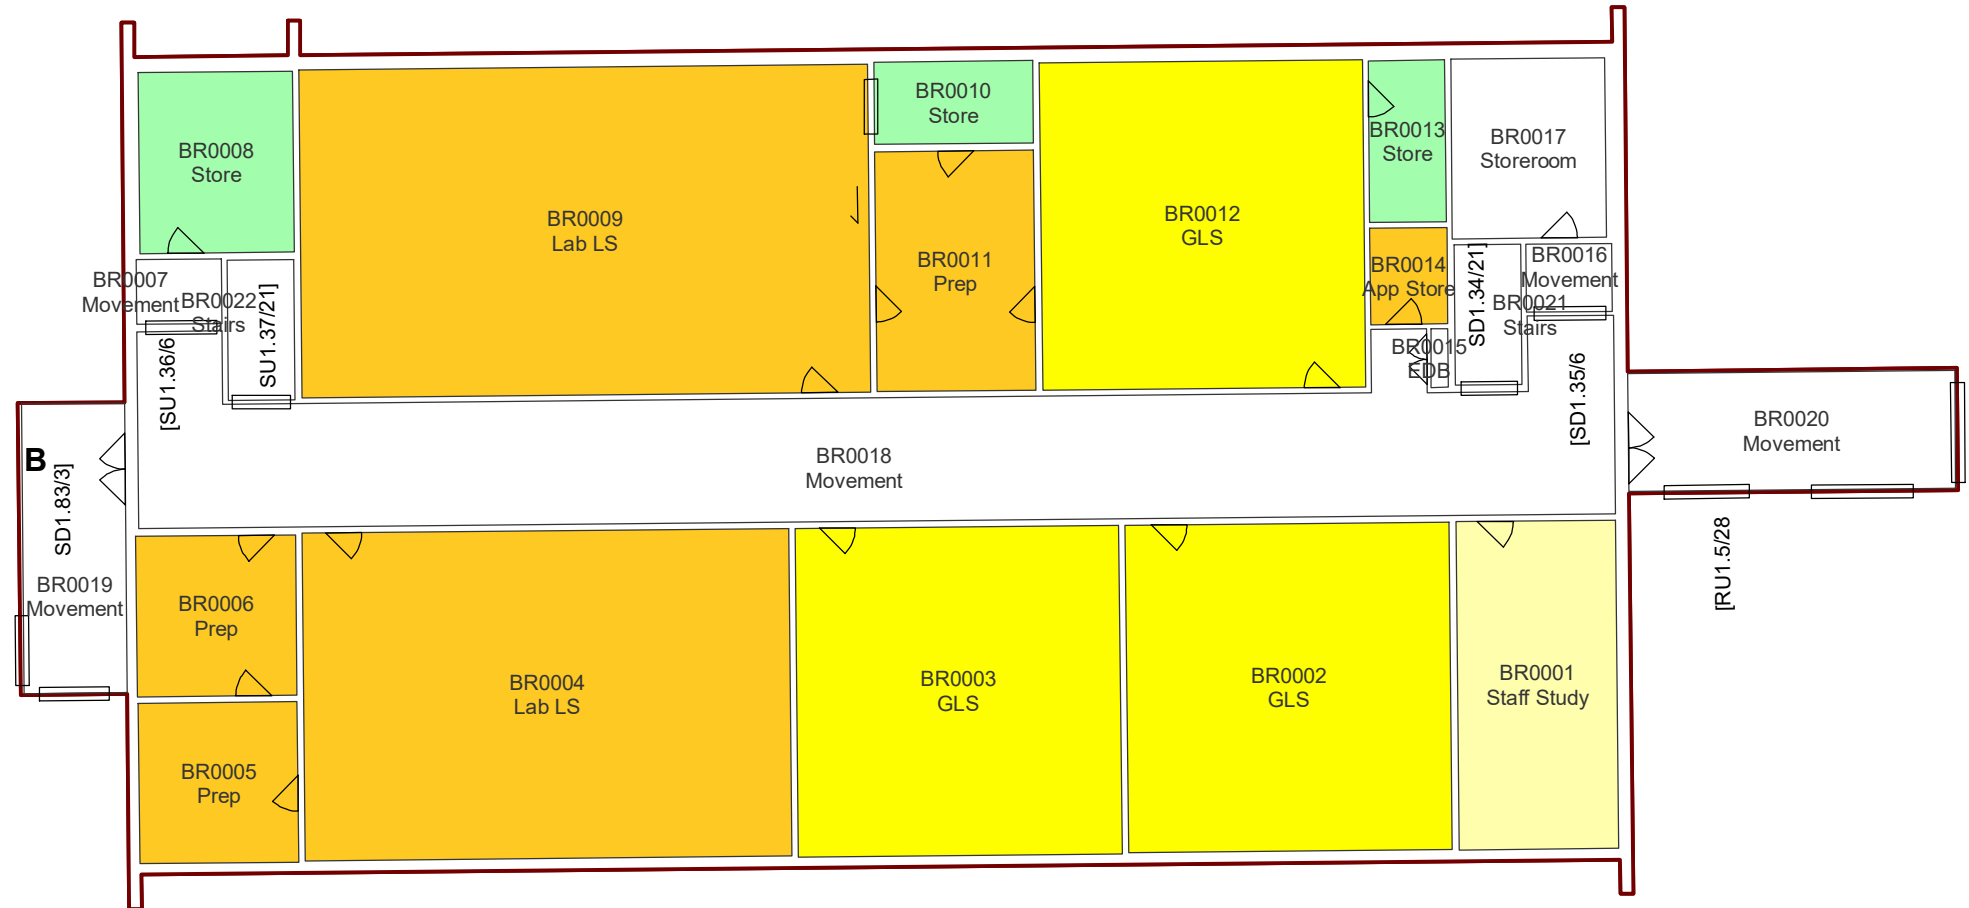 BR0008
Store
BR0009
Lab LS
BR0010
Store
BR0011
Prep
BR0012
GLS
BR0013
Store
BR0014
App Store
BR0017
Storeroom
BR0016
Movement
BR0021
Stairs
BR0015
EDB
SD1.34/21]
[SD1.35/6
BR0007
Movement
BR0022
Stairs
SU1.37/21]
[SU1.36/6
BR0018
Movement
BR0020
Movement
[RU1.5/28
B
SD1.83/3]
BR0019
Movement
BR0006
Prep
BR0005
Prep
BR0004
Lab LS
BR0003
GLS
BR0002
GLS
BR0001
Staff Study